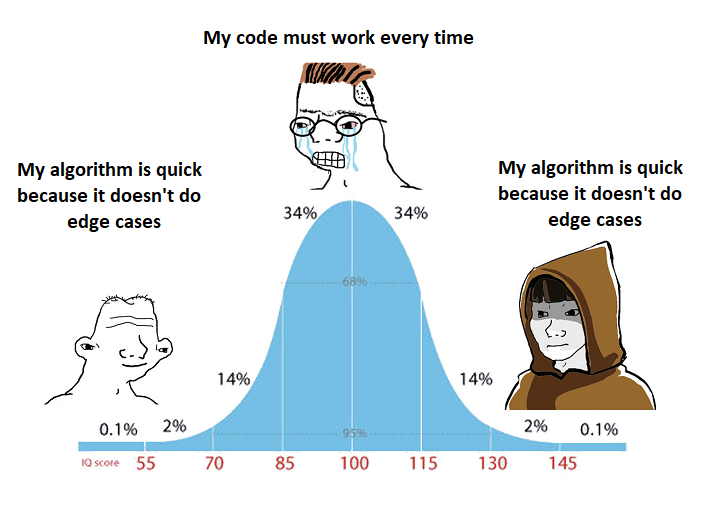 My code must work every time
My algorithm is quick
because it doesn't do
edge cases
My algorithm is quick
because it doesn't do
edge cases
34%
34%
68%
14%
14%
95%
0.1%
2%
2%
0.1%
IQ score 55 70 85 100 115 130 145